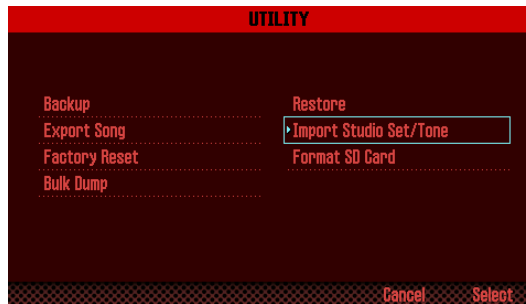 UTILITY
Backup
Restore
Export Song
Import Studio Set/Tone
Factory Reset
Format SD Card
Bulk Dump
Cancel
Select